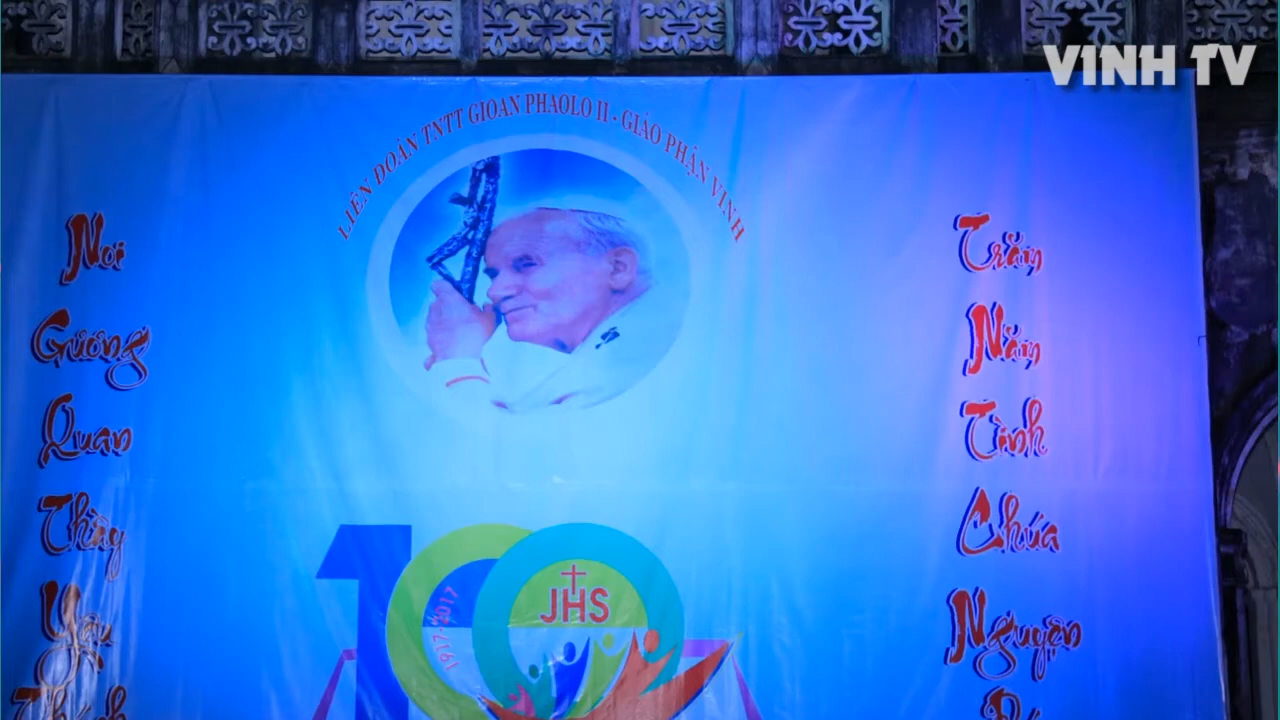 VINH TV
LIÊN ĐOÀN TNTT GIOAN PHAOLO II - GIÁO PHẬN VINH
Noi
Gương
Quan
Thầy
Trăm
Năm
Tình
Chúa
Nguyện
100
1917-2017
JHS